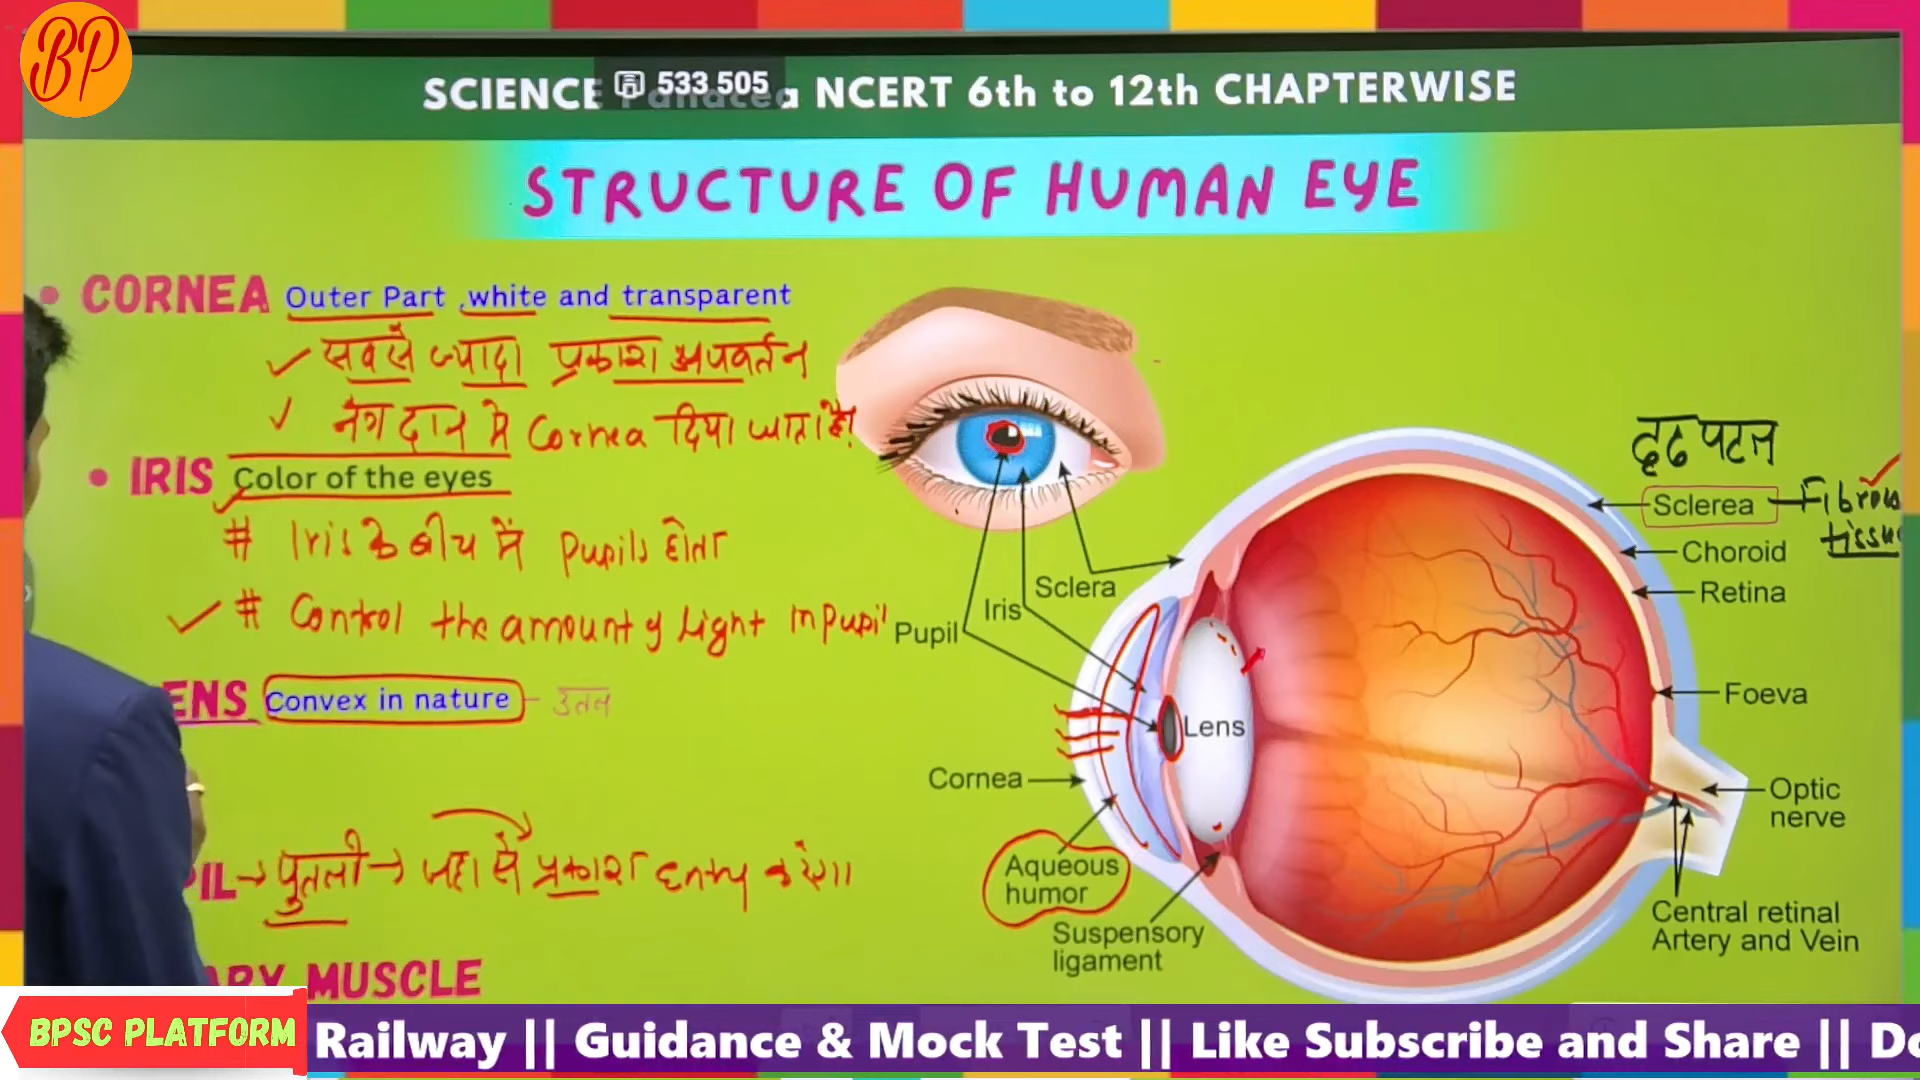 BP
SCIENCE a NCERT 6th to 12th CHAPTERWISE
533 505
STRUCTURE OF HUMAN EYE
• CORNEA Outer Part ,white and transparent
✓ सबसे ज्यादा प्रकाश अपवर्तन
✓ नेत्र दान मे Cornea दिया जाता है।
• IRIS Color of the eyes
# Iris के बीच में Pupils होता
✓ # Control the amount of Light in pupil
ENS Convex in nature - उत्तल
PIL → पुतली → जहा से प्रकाश Entry करेगा
ARY MUSCLE
दृढ पटल
Sclerea — Fibrous
tissue
Choroid
Retina
Foeva
Optic
nerve
Central retinal
Artery and Vein
Sclera
Iris
Pupil
Lens
Cornea
Aqueous
humor
Suspensory
ligament
BPSC PLATFORM
Railway || Guidance & Mock Test || Like Subscribe and Share || Do